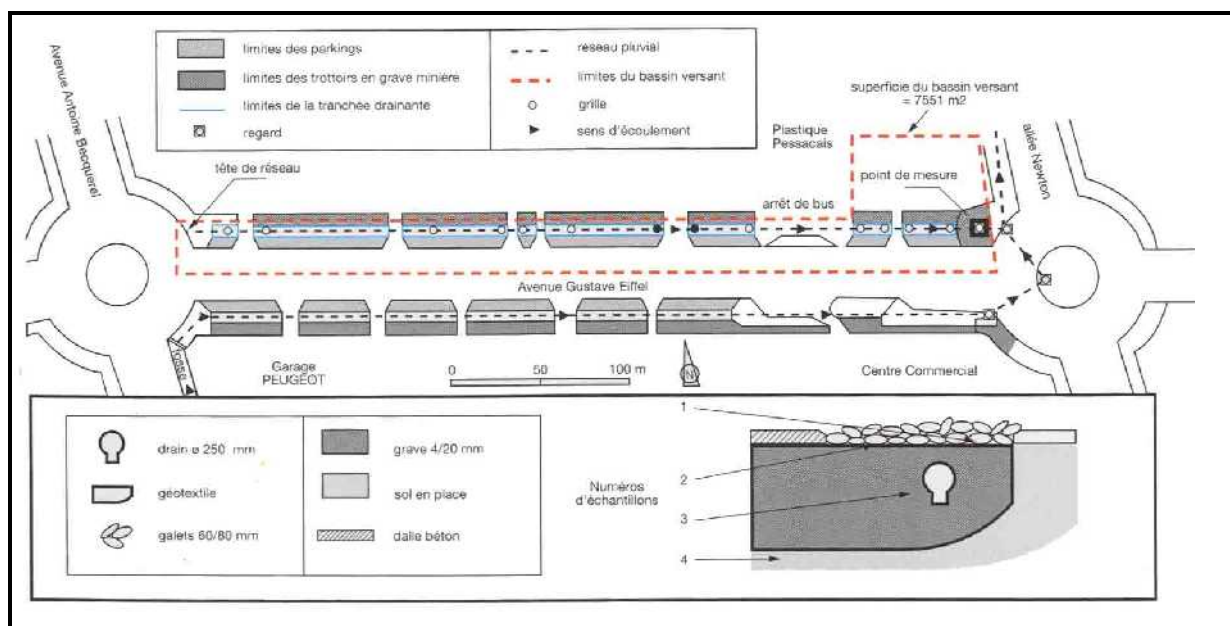 Avenue Antoine Becquerel
limites des parkings
limites des trottoirs en grave minière
limites de la tranchée drainante
regard
réseau pluvial
limites du bassin versant
grille
sens d'écoulement
superficie du bassin versant
= 7551 m2
Plastique
Pessacais
allée Newton
tête de réseau
point de mesure
arrêt de bus
Avenue Gustave Eiffel
fossé
Garage
PEUGEOT
0 50 100 m
N
Centre Commercial
drain ø 250 mm
géotextile
galets 60/80 mm
grave 4/20 mm
sol en place
dalle béton
Numéros
d'échantillons
1
2
3
4